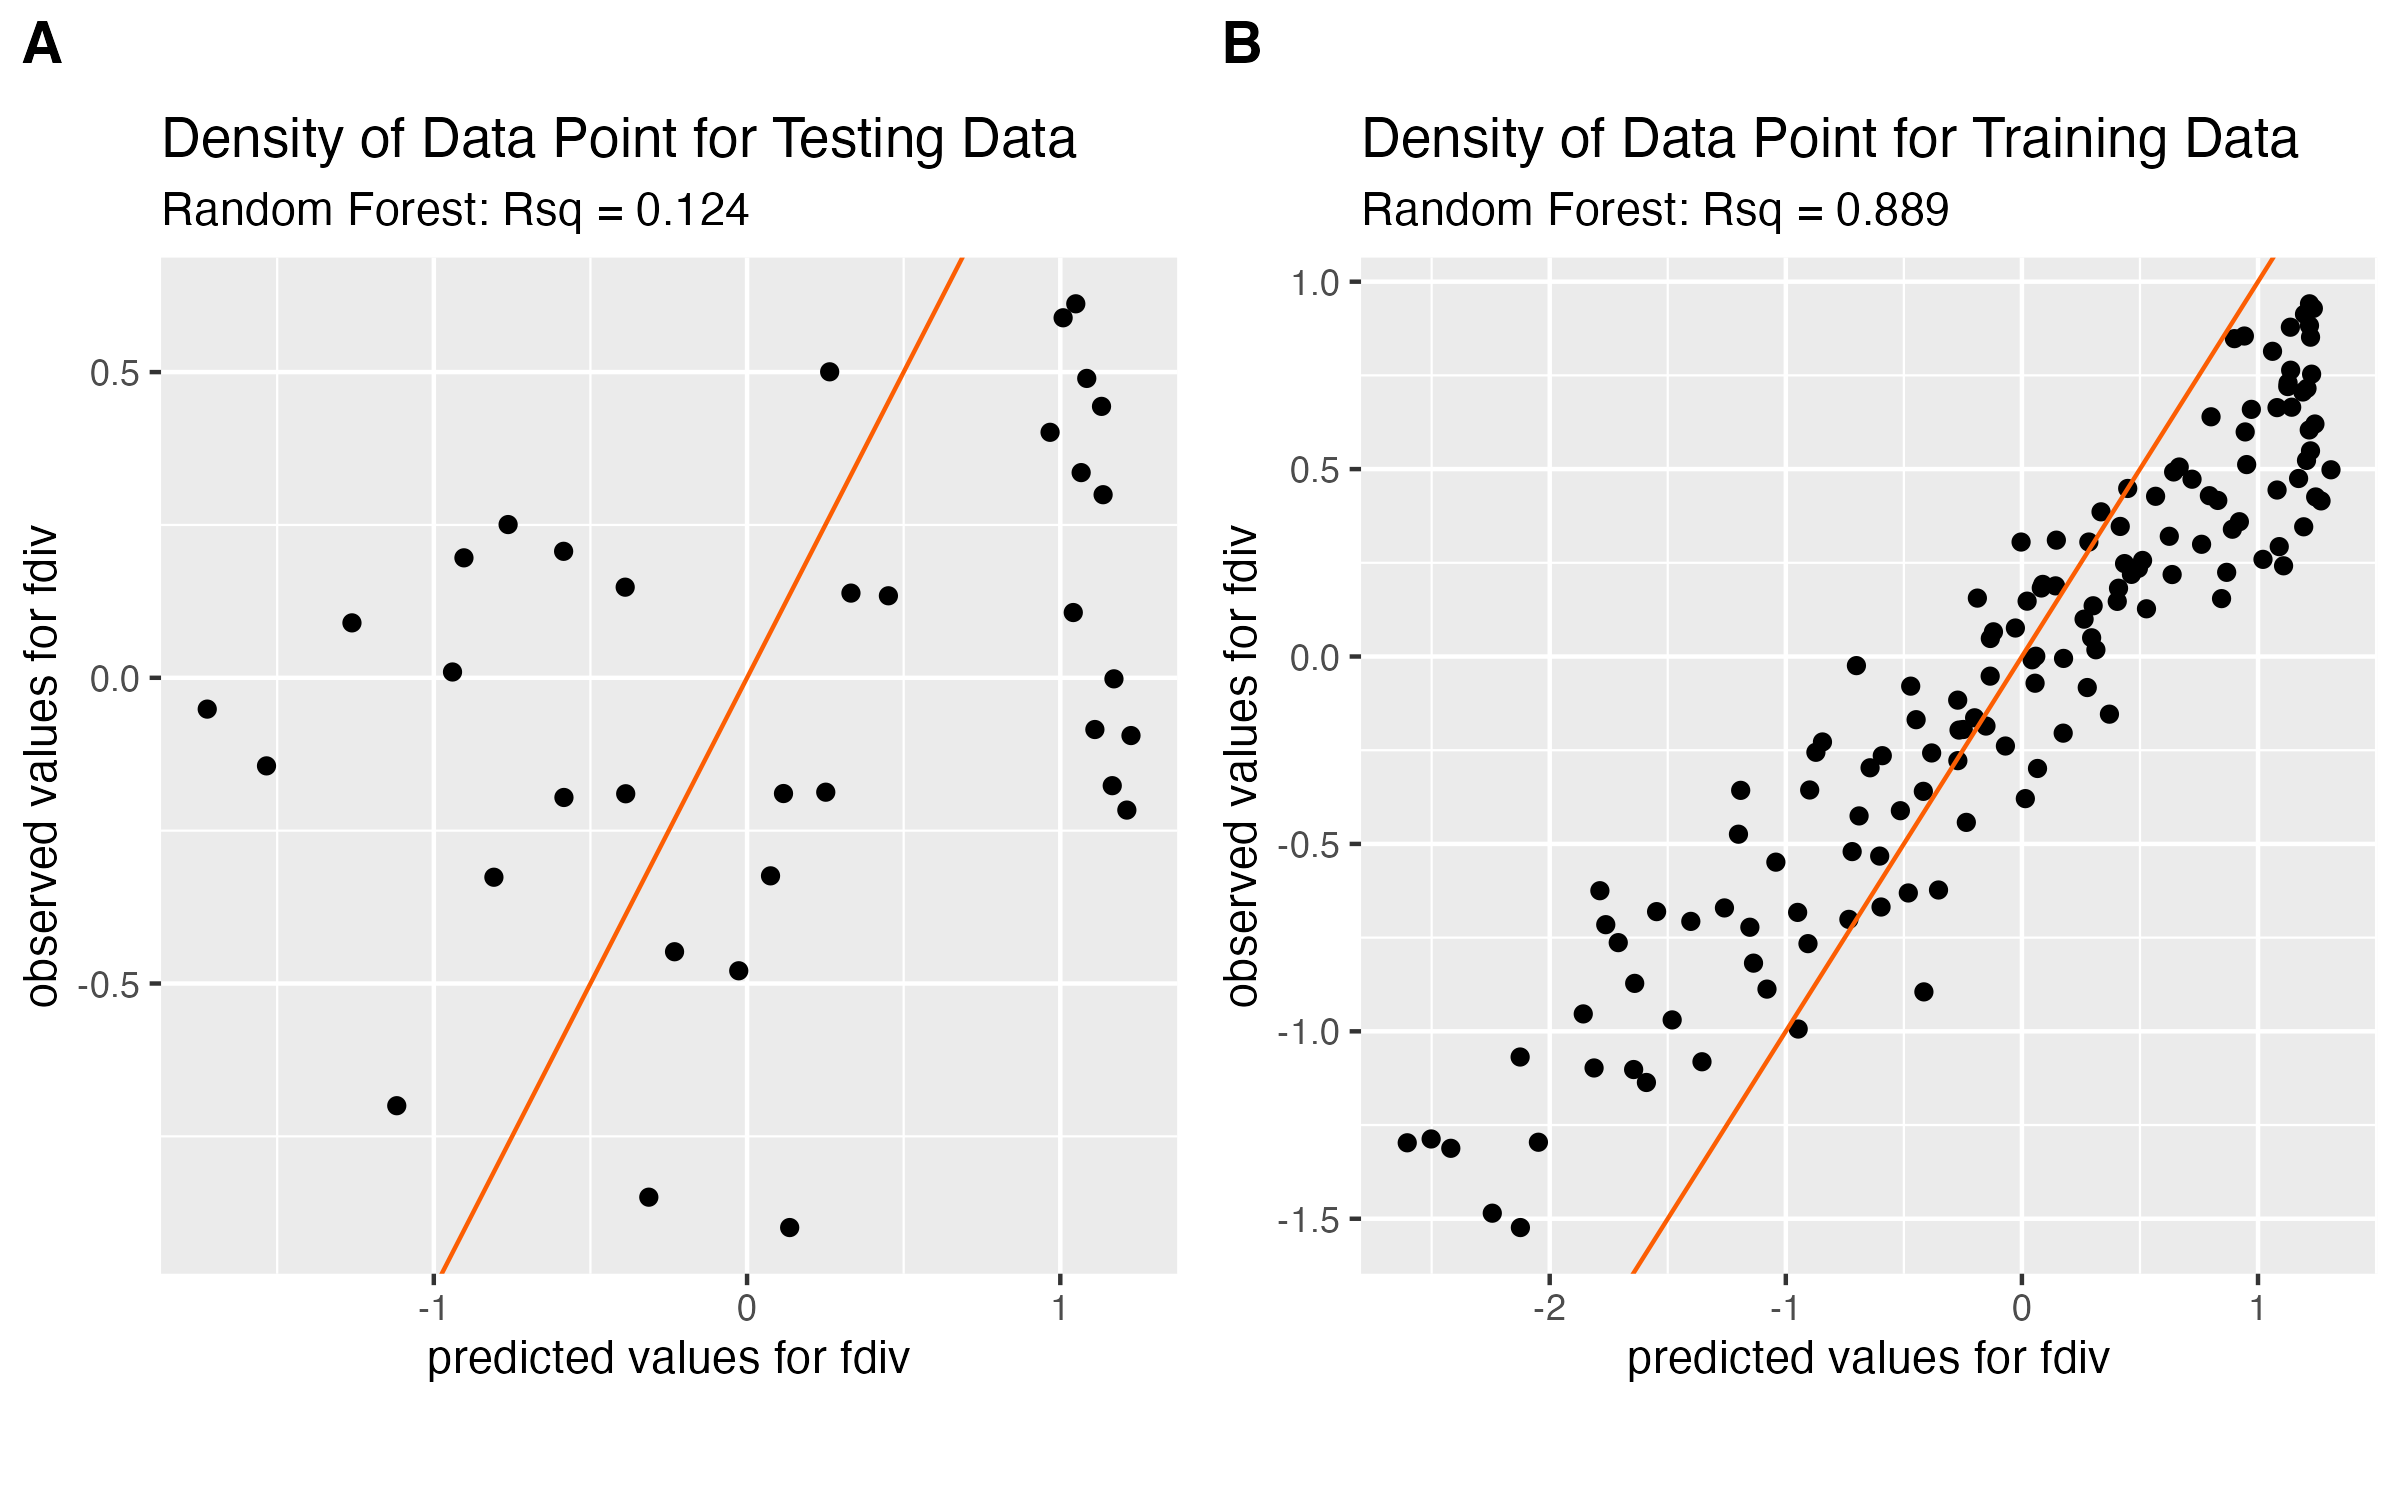 A
Density of Data Point for Testing Data
Random Forest: Rsq = 0.124
observed values for fdiv
0.5
0.0
-0.5
-1
0
1
predicted values for fdiv
B
Density of Data Point for Training Data
Random Forest: Rsq = 0.889
observed values for fdiv
1.0
0.5
0.0
-0.5
-1.0
-1.5
-2
-1
0
1
predicted values for fdiv